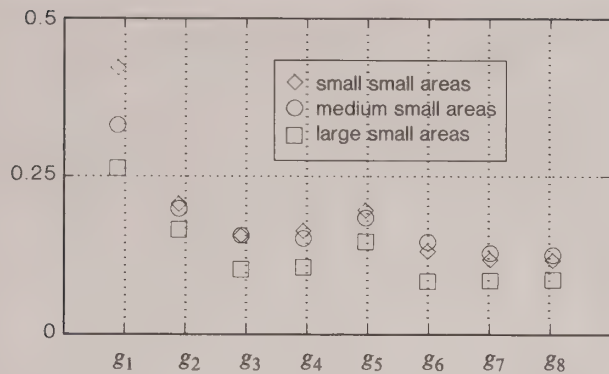 0.5
small small areas
medium small areas
large small areas
0.25
0
g1 g2 g3 g4 g5 g6 g7 g8